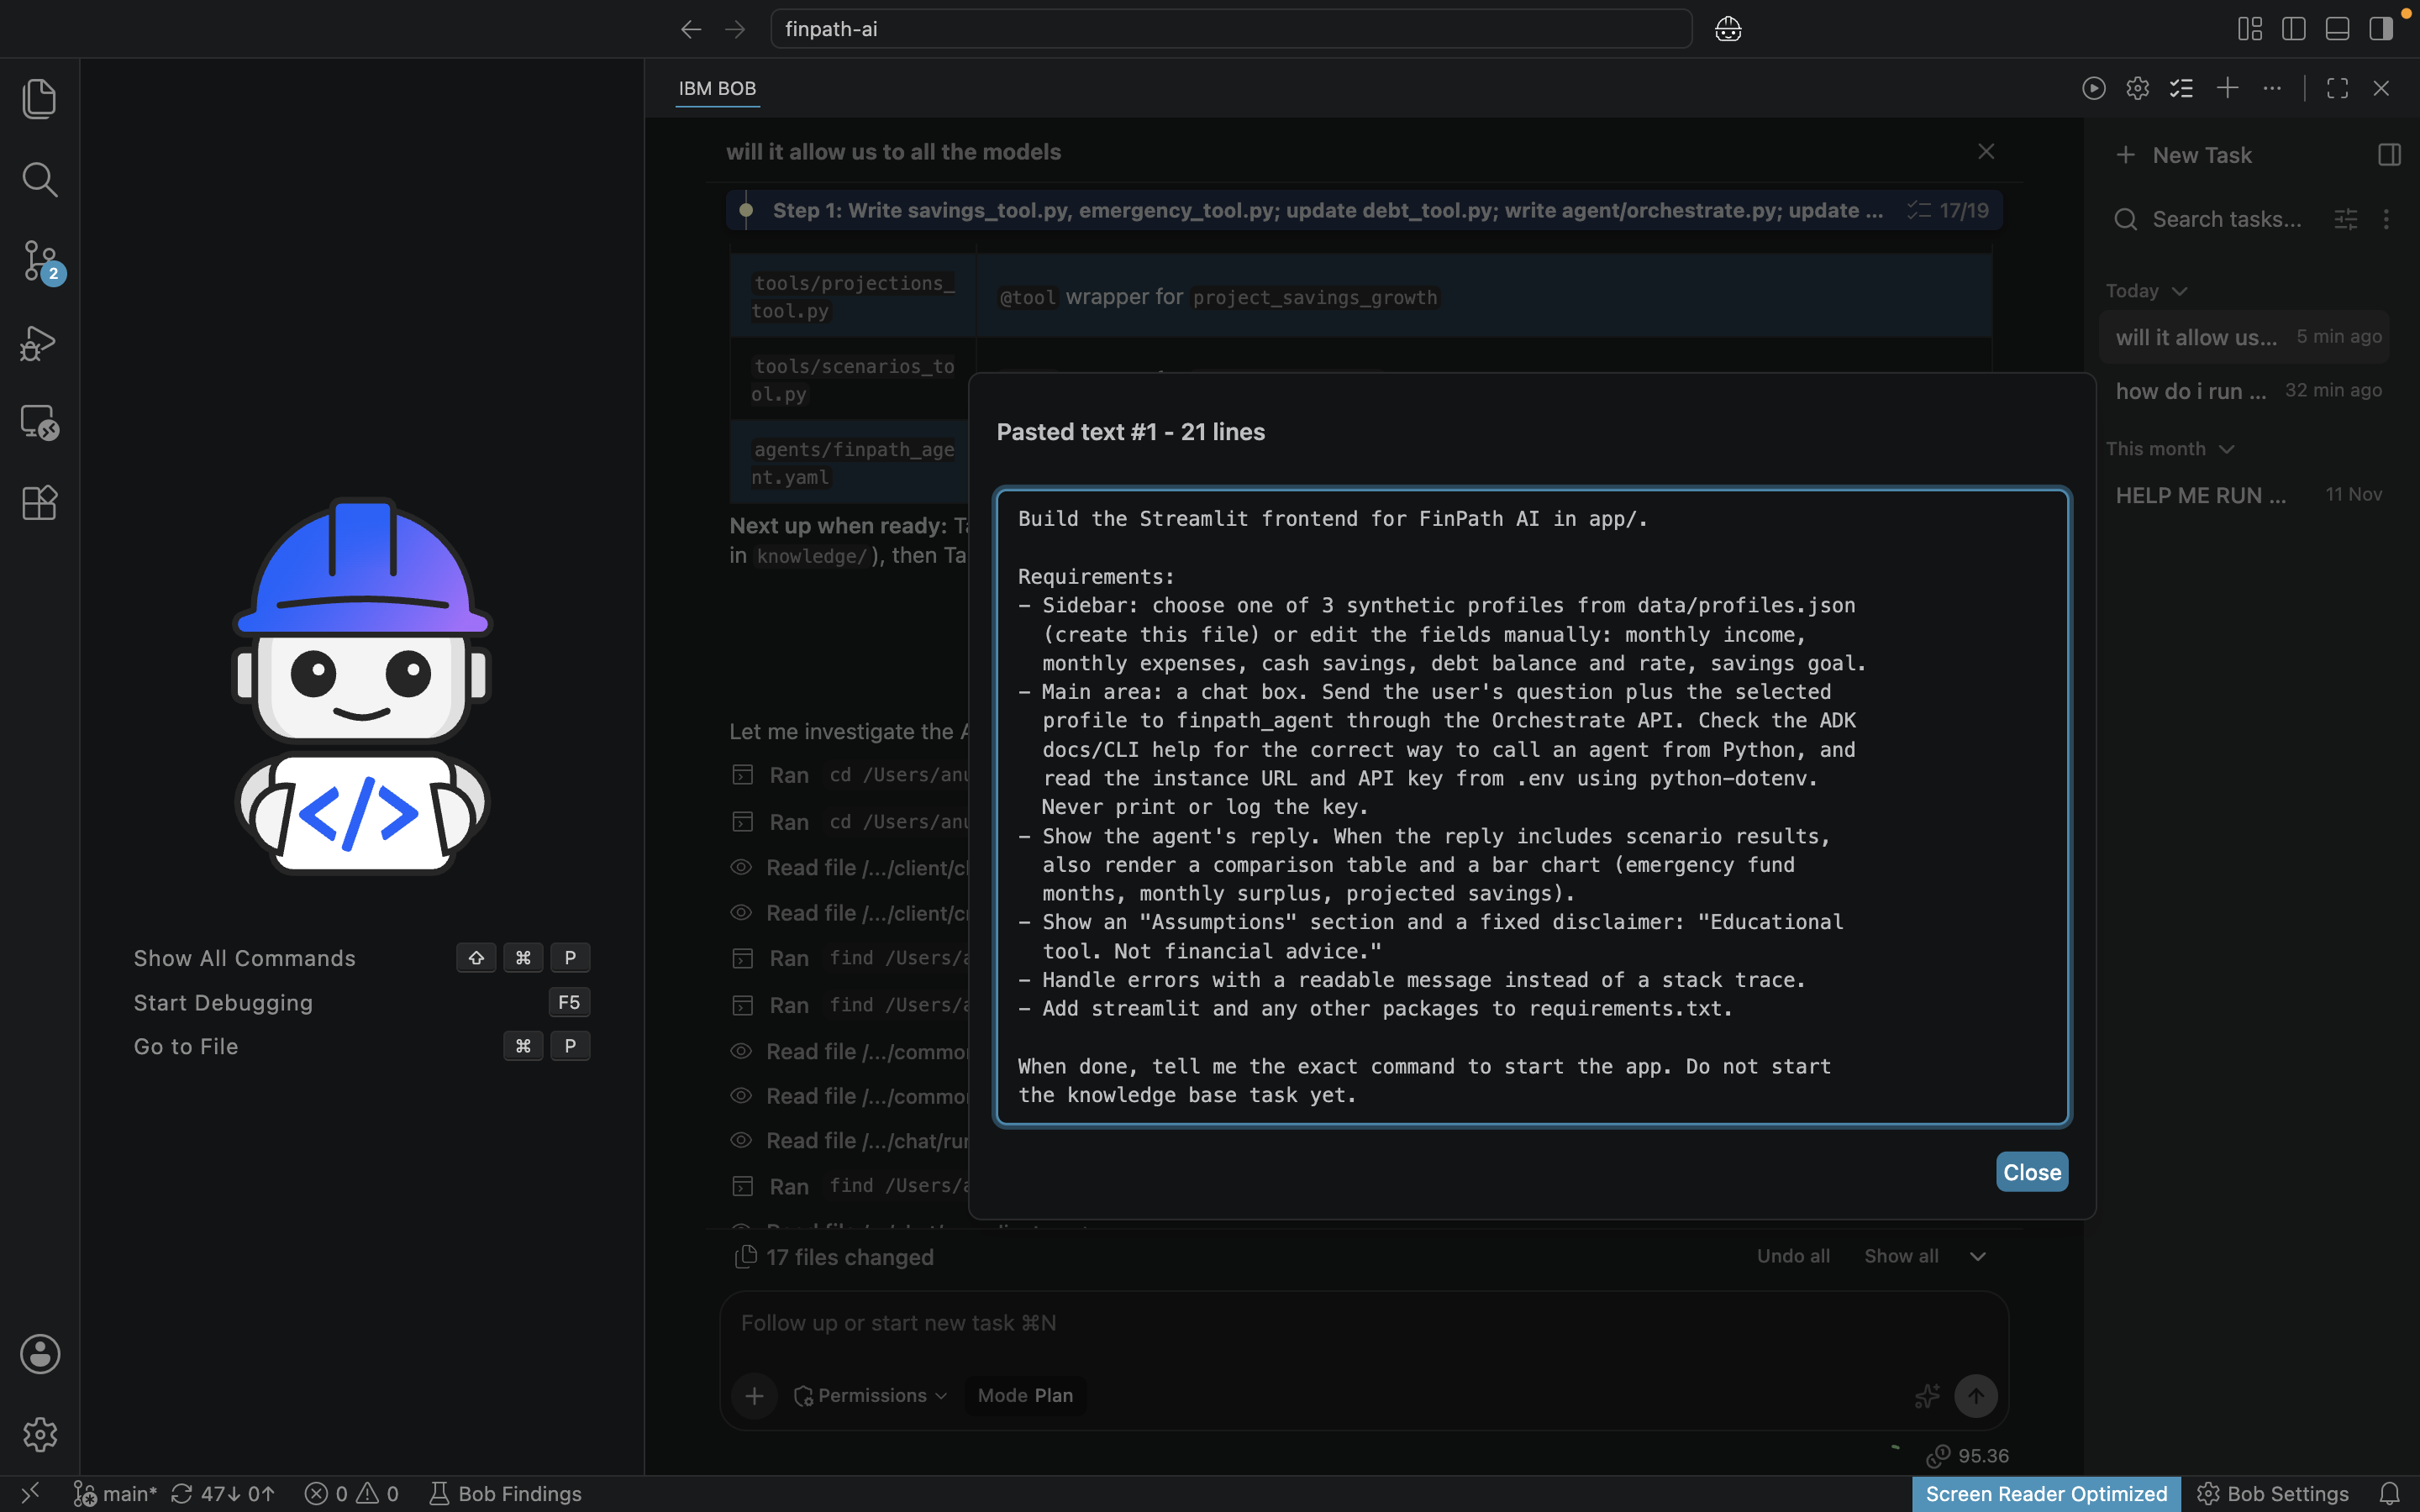 finpath-ai
IBM BOB
will it allow us to all the models
Step 1: Write savings_tool.py, emergency_tool.py; update debt_tool.py; write agent/orchestrate.py; update ...
17/19
tools/projections_
tool.py
@tool wrapper for project_savings_growth
tools/scenarios_to
ol.py
agents/finpath_age
nt.yaml
Next up when ready:
in knowledge/), then
Let me investigate the
Ran cd
Ran cd
Read file /.../client/
Read file /.../client/
Ran find
Ran find
Read file /.../
Read file /.../
Read file /.../chat/
Ran find
17 files changed
Undo all
Show all
Follow up or start new task ⌘N
Permissions
Mode Plan
95.36
Pasted text #1 - 21 lines
Build the Streamlit frontend for FinPath AI in app/.
Requirements:
– Sidebar: choose one of 3 synthetic profiles from data/profiles.json
(create this file) or edit the fields manually: monthly income,
monthly expenses, cash savings, debt balance and rate, savings goal.
– Main area: a chat box. Send the user's question plus the selected
profile to finpath_agent through the Orchestrate API. Check the ADK
docs/CLI help for the correct way to call an agent from Python, and
read the instance URL and API key from .env using python-dotenv.
Never print or log the key.
– Show the agent's reply. When the reply includes scenario results,
also render a comparison table and a bar chart (emergency fund
months, monthly surplus, projected savings).
– Show an "Assumptions" section and a fixed disclaimer: "Educational
tool. Not financial advice."
– Handle errors with a readable message instead of a stack trace.
– Add streamlit and any other packages to requirements.txt.
When done, tell me the exact command to start the app. Do not start
the knowledge base task yet.
Close
New Task
Search tasks...
Today
will it allow us... 5 min ago
how do i run ... 32 min ago
This month
HELP ME RUN ... 11 Nov
2
</>
Show All Commands ⇧ ⌘ P
Start Debugging F5
Go to File ⌘ P
main* 47↓ 0↑ 0 0 Bob Findings
Screen Reader Optimized
Bob Settings